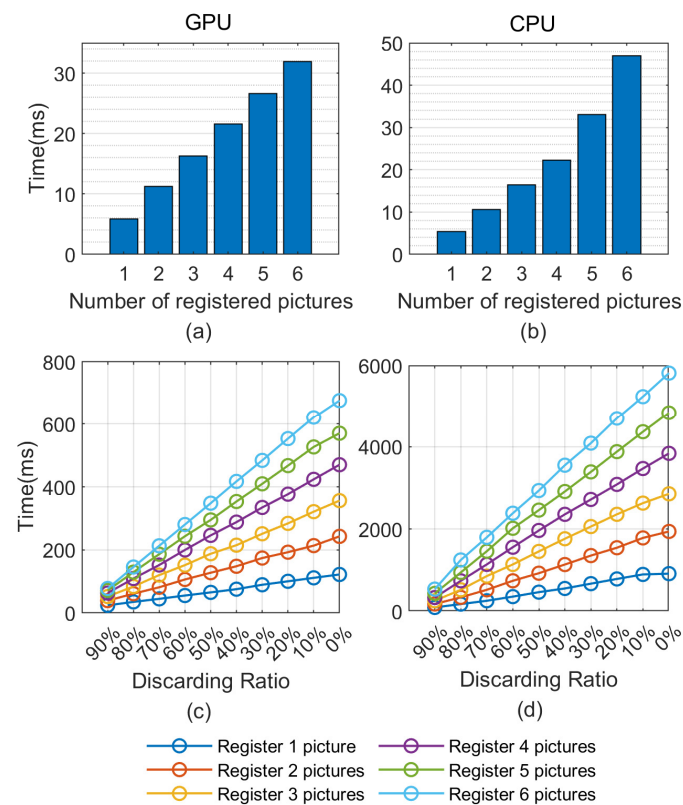 GPU
CPU
30
20
10
0
Time(ms)
1 2 3 4 5 6
Number of registered pictures
(a)
50
40
30
20
10
0
1 2 3 4 5 6
Number of registered pictures
(b)
800
600
400
200
0
Time(ms)
90% 80% 70% 60% 50% 40% 30% 20% 10% 0%
Discarding Ratio
(c)
6000
4000
2000
0
90% 80% 70% 60% 50% 40% 30% 20% 10% 0%
Discarding Ratio
(d)
Register 1 picture
Register 2 pictures
Register 3 pictures
Register 4 pictures
Register 5 pictures
Register 6 pictures